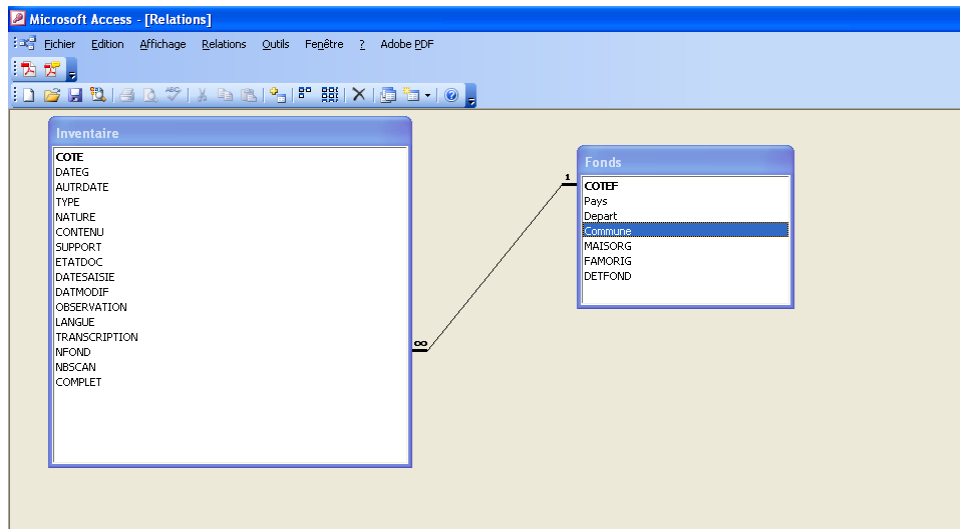 Microsoft Access - [Relations]
Fichier Edition Affichage Relations Outils Fenêtre ? Adobe PDF
Inventaire
COTE
DATEG
AUTRDATE
TYPE
NATURE
CONTENU
SUPPORT
ETATDOC
DATESAISIE
DATMODIF
OBSERVATION
LANGUE
TRANSCRIPTION
NFOND
NBSCAN
COMPLET
∞
1
Fonds
COTEF
Pays
Depart
Commune
MAISORG
FAMORIG
DETFOND